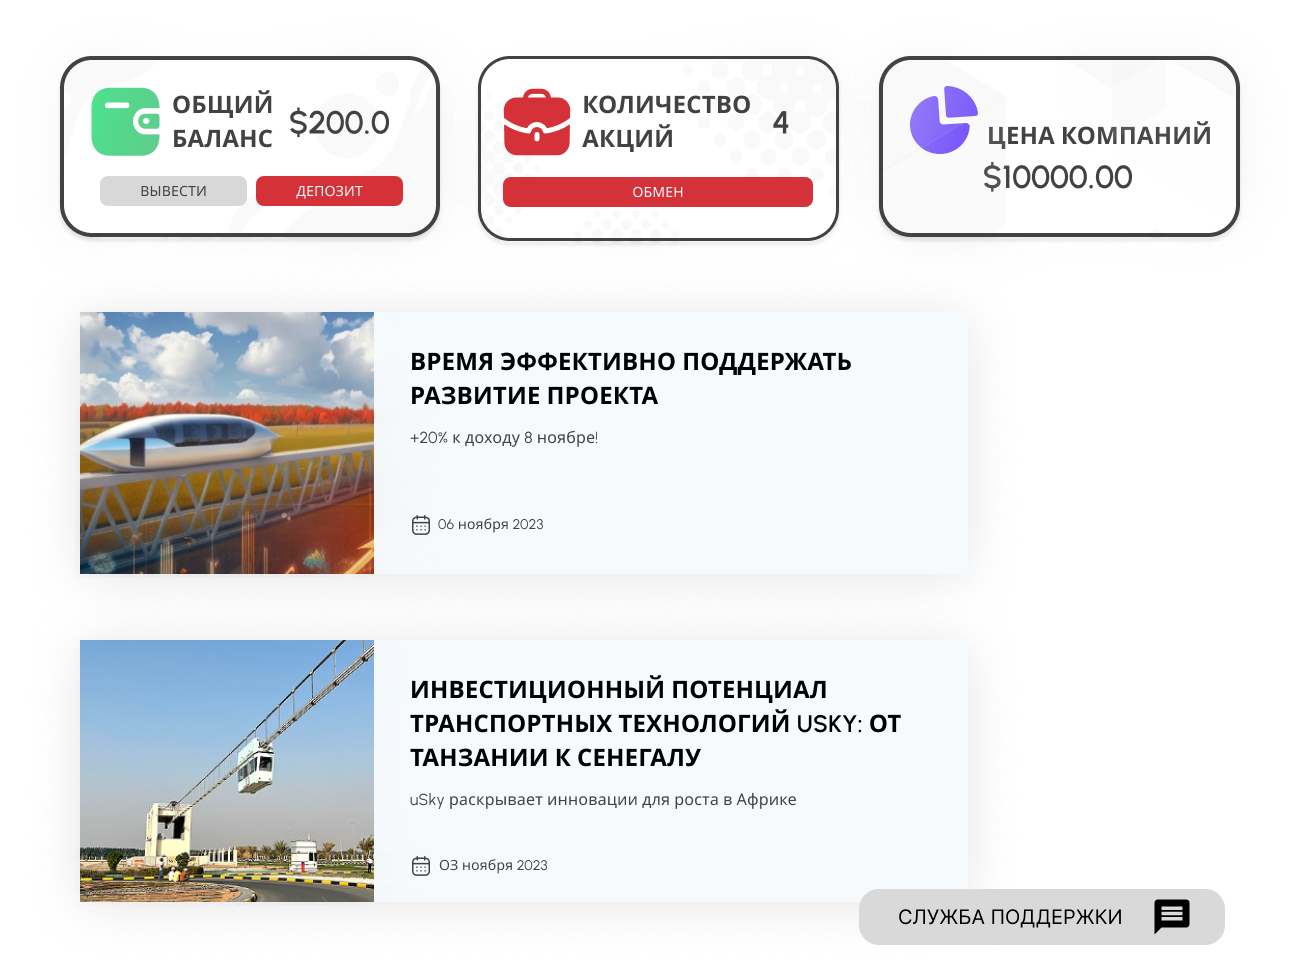 ОБЩИЙ
БАЛАНС
$200.0
ВЫВЕСТИ
ДЕПОЗИТ
КОЛИЧЕСТВО
АКЦИЙ
4
ОБМЕН
ЦЕНА КОМПАНИЙ
$10000.00
ВРЕМЯ ЭФФЕКТИВНО ПОДДЕРЖАТЬ
РАЗВИТИЕ ПРОЕКТА
+20% к доходу 8 ноябре!
06 ноября 2023
ИНВЕСТИЦИОННЫЙ ПОТЕНЦИАЛ
ТРАНСПОРТНЫХ ТЕХНОЛОГИЙ USKY: ОТ
ТАНЗАНИИ К СЕНЕГАЛУ
uSky раскрывает инновации для роста в Африке
03 ноября 2023
СЛУЖБА ПОДДЕРЖКИ